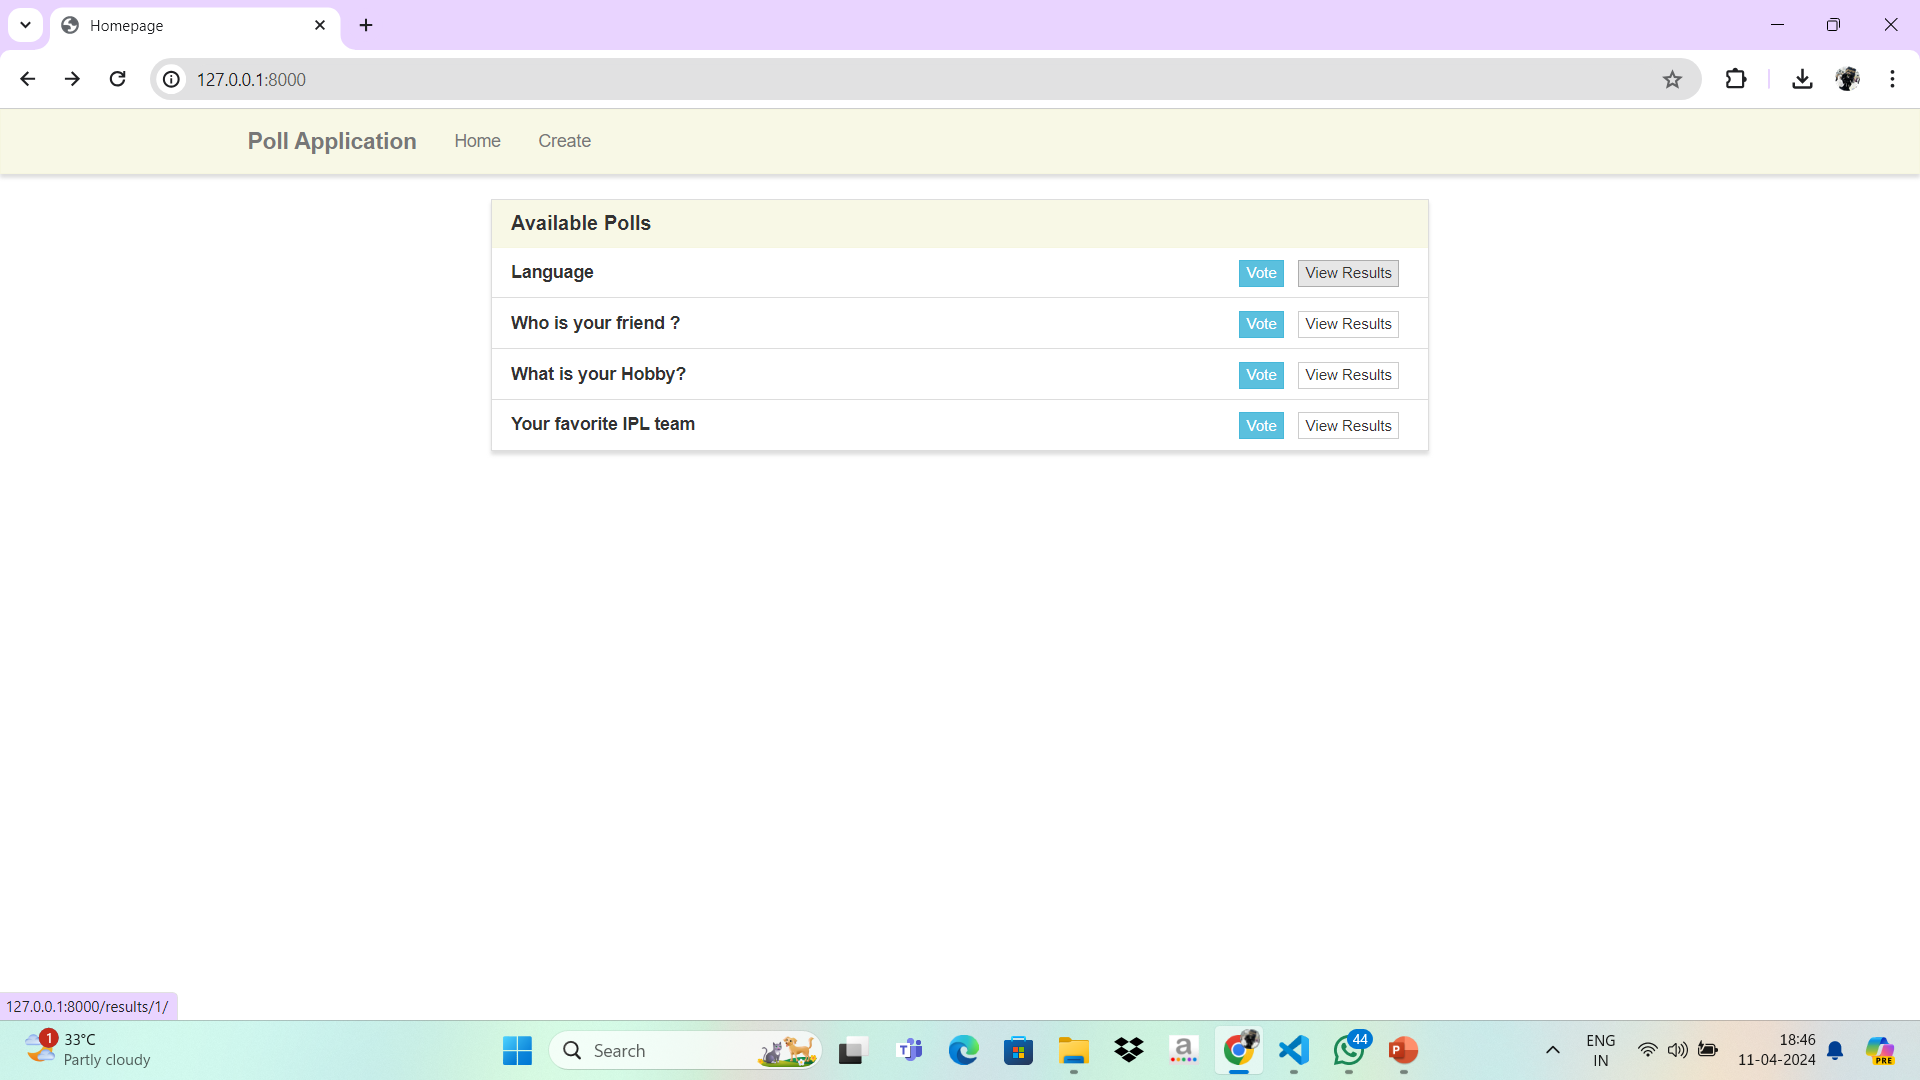 Homepage
127.0.0.1:8000
Poll Application Home Create
Available Polls
Language Vote View Results
Who is your friend ? Vote View Results
What is your Hobby? Vote View Results
Your favorite IPL team Vote View Results
127.0.0.1:8000/results/1/
1 33°C
Partly cloudy
Search
T
a
44
P
ENG
IN
18:46
11-04-2024
PRE